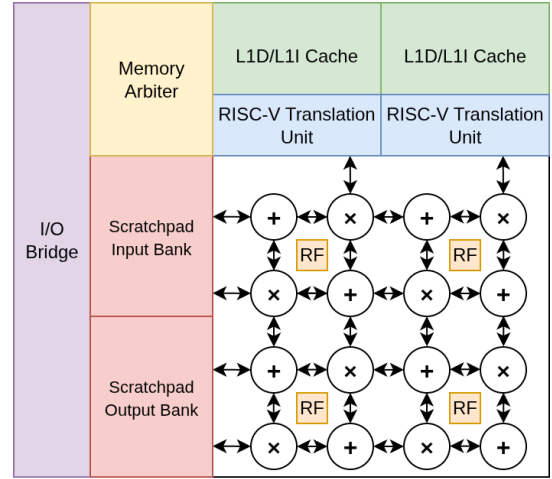 L1D/L1I Cache
L1D/L1I Cache
Memory
Arbiter
RISC-V Translation
Unit
RISC-V Translation
Unit
I/O
Bridge
Scratchpad
Input Bank
Scratchpad
Output Bank
+ × + ×
RF RF
× + × +
+ × + ×
RF RF
× + × +